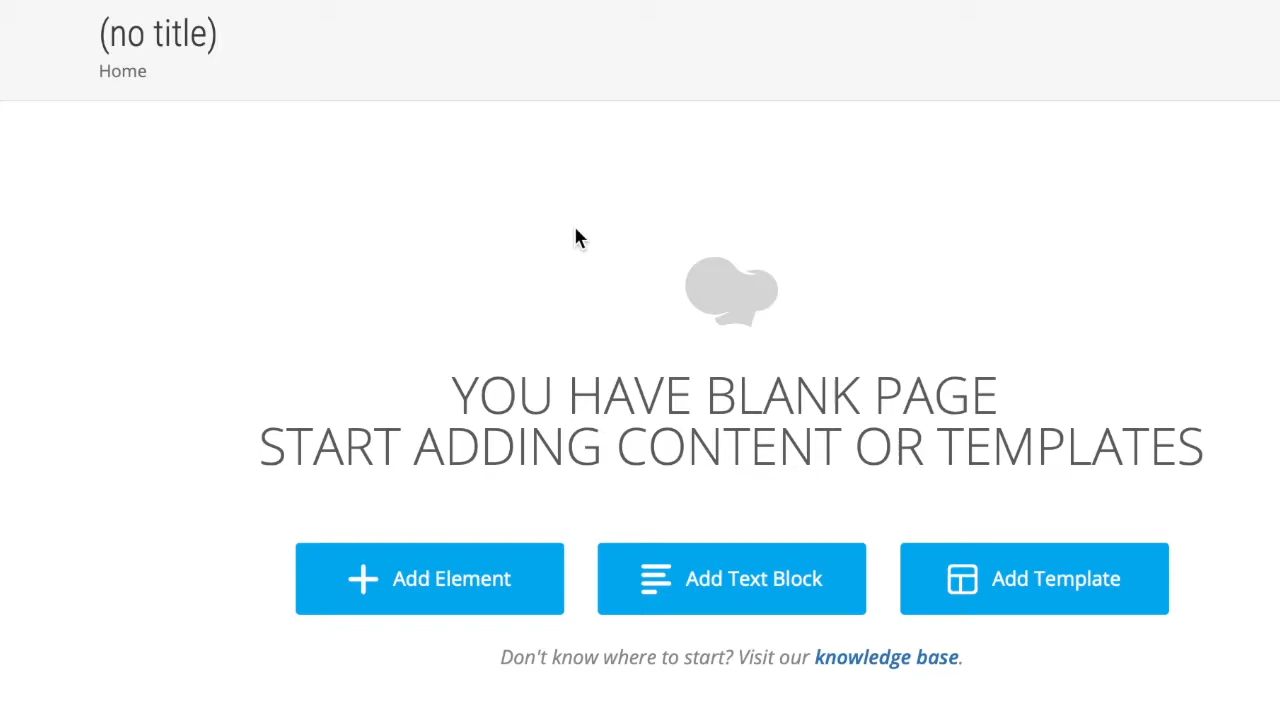 (no title)
Home
YOU HAVE BLANK PAGE
START ADDING CONTENT OR TEMPLATES
Add Element
Add Text Block
Add Template
Don't know where to start? Visit our knowledge base.